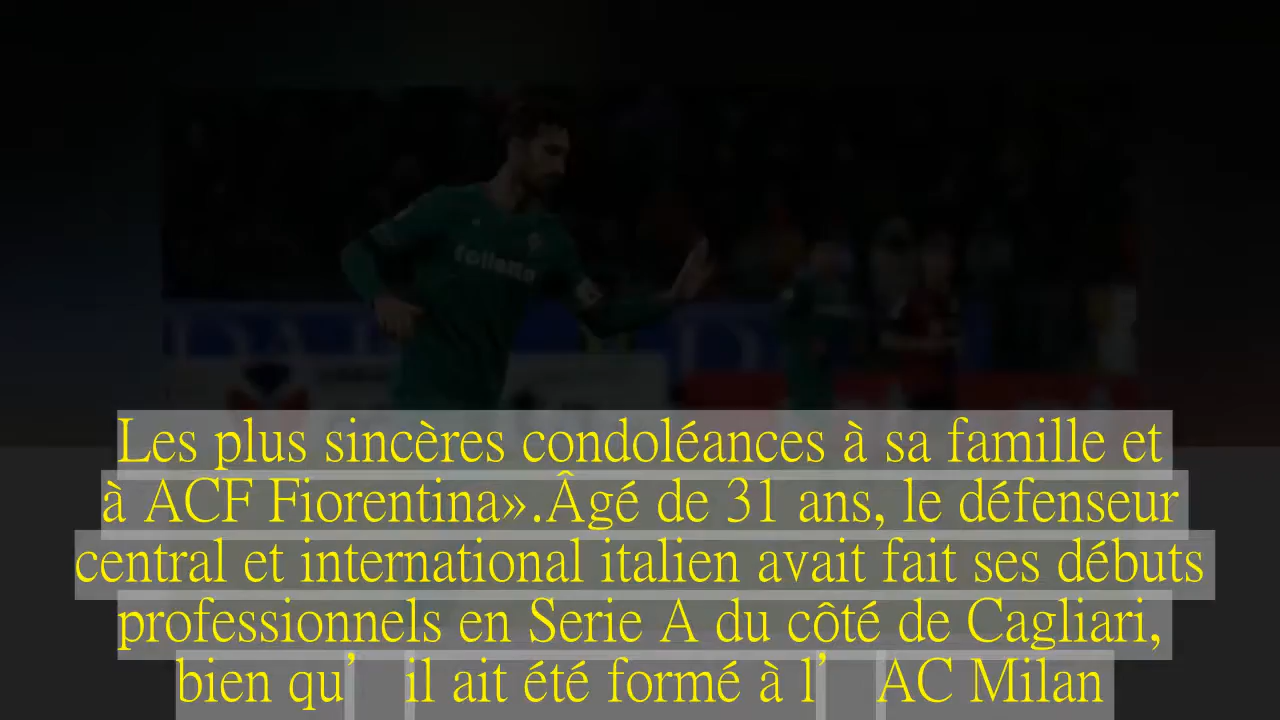 folletto
Les plus sincères condoléances à sa famille et
à ACF Fiorentina».Âgé de 31 ans, le défenseur
central et international italien avait fait ses débuts
professionnels en Serie A du côté de Cagliari,
bien qu’ il ait été formé à l’ AC Milan